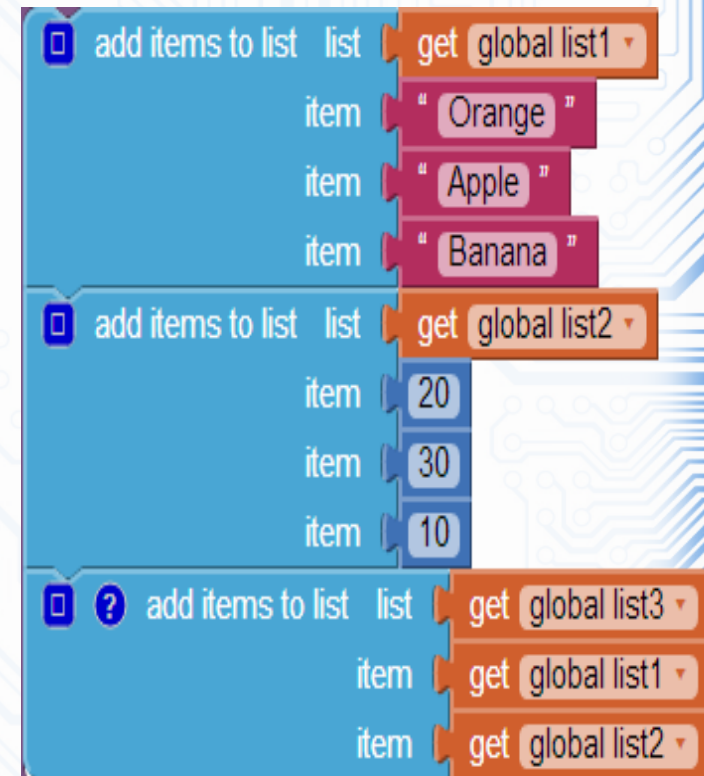 add items to list list get global list1
item " Orange "
item " Apple "
item " Banana "
add items to list list get global list2
item 20
item 30
item 10
? add items to list list get global list3
item get global list1
item get global list2